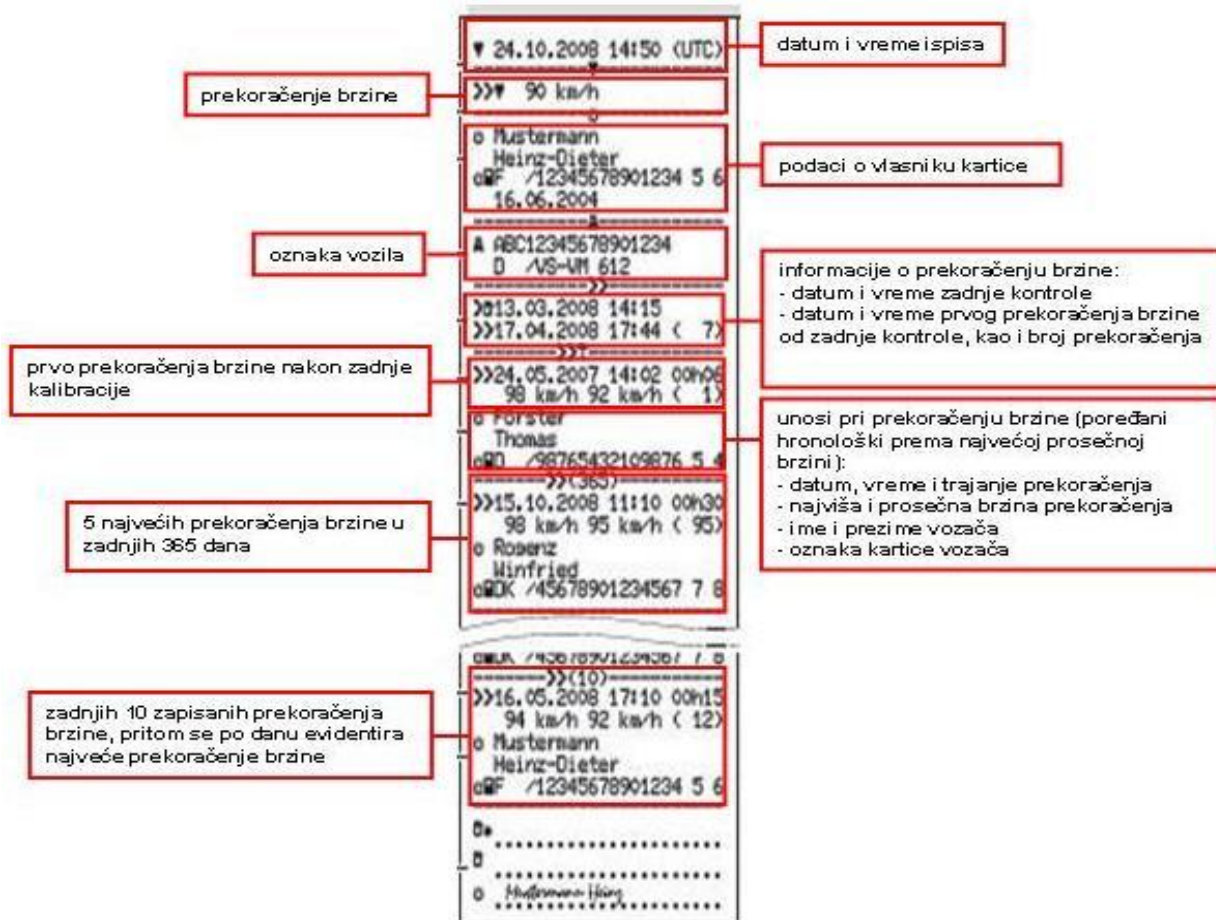 ▼ 24.10.2008 14:50 (UTC)
datum i vreme ispisa
prekoračenje brzine
>>▼ 90 km/h
o Mustermann
Heinz-Dieter
F /12345678901234 5 6
16.06.2004
podaci o vlasniku kartice
oznaka vozila
A ABC12345678901234
D /VS-VM 612
>>
>13.03.2008 14:15
>>17.04.2008 17:44 ( 7)
informacije o prekoračenju brzine:
- datum i vreme zadnje kontrole
- datum i vreme prvog prekoračenja brzine
od zadnje kontrole, kao i broj prekoračenja
prvo prekoračenja brzine nakon zadnje
kalibracije
>>24.05.2007 14:02 00h06
98 km/h 92 km/h ( 1)
o Förster
Thomas
D /98765432109876 5 4
unosi pri prekoračenju brzine (poređani
hronološki prema najvećoj prosečnoj
brzini):
- datum, vreme i trajanje prekoračenja
- najviša i prosečna brzina prekoračenja
- ime i prezime vozača
- oznaka kartice vozača
5 najvećih prekoračenja brzine u
zadnjih 365 dana
>>(365)
>>15.10.2008 11:10 00h30
98 km/h 95 km/h ( 95)
o Rosenz
Winfried
DK /45678901234567 7 8
DK /45678901234567 7 8
zadnjih 10 zapisanih prekoračenja
brzine, pritom se po danu evidentira
najveće prekoračenje brzine
>>(10)
>>16.05.2008 17:10 00h15
94 km/h 92 km/h ( 12)
o Mustermann
Heinz-Dieter
F /12345678901234 5 6
o Mustermann Heinz